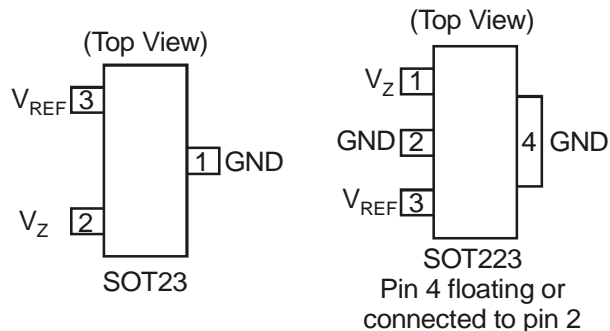 (Top View)
V_REF 3
1 GND
V_Z 2
SOT23
(Top View)
V_Z 1
GND 2
4 GND
V_REF 3
SOT223
Pin 4 floating or
connected to pin 2